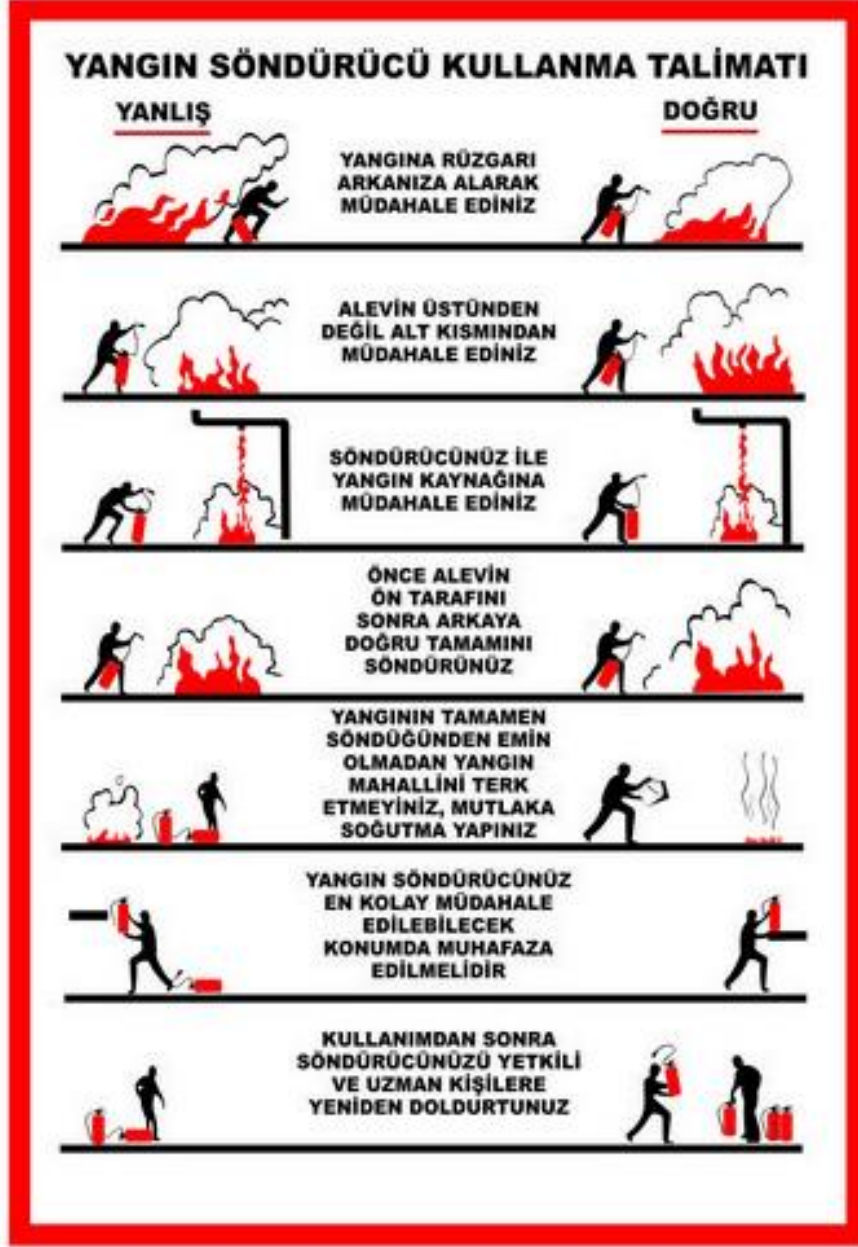 YANGIN SÖNDÜRÜCÜ KULLANMA TALİMATI
YANLIŞ
DOĞRU
YANGINA RÜZGARI
ARKANIZA ALARAK
MÜDAHALE EDİNİZ
ALEVİN ÜSTÜNDEN
DEĞİL ALT KISMINDAN
MÜDAHALE EDİNİZ
SÖNDÜRÜCÜNÜZ İLE
YANGIN KAYNAĞINA
MÜDAHALE EDİNİZ
ÖNCE ALEVİN
ÖN TARAFINI
SONRA ARKAYA
DOĞRU TAMAMINI
SÖNDÜRÜNÜZ
YANGININ TAMAMEN
SÖNDÜĞÜNDEN EMİN
OLMADAN YANGIN
MAHALLİNİ TERK
ETMEYİNİZ, MUTLAKA
SOĞUTMA YAPINIZ
YANGIN SÖNDÜRÜCÜNÜZ
EN KOLAY MÜDAHALE
EDİLEBİLECEK
KONUMDA MUHAFAZA
EDİLMELİDİR
KULLANIMDAN SONRA
SÖNDÜRÜCÜNÜZÜ YETKİLİ
VE UZMAN KİŞİLERE
YENİDEN DOLDURTUNUZ